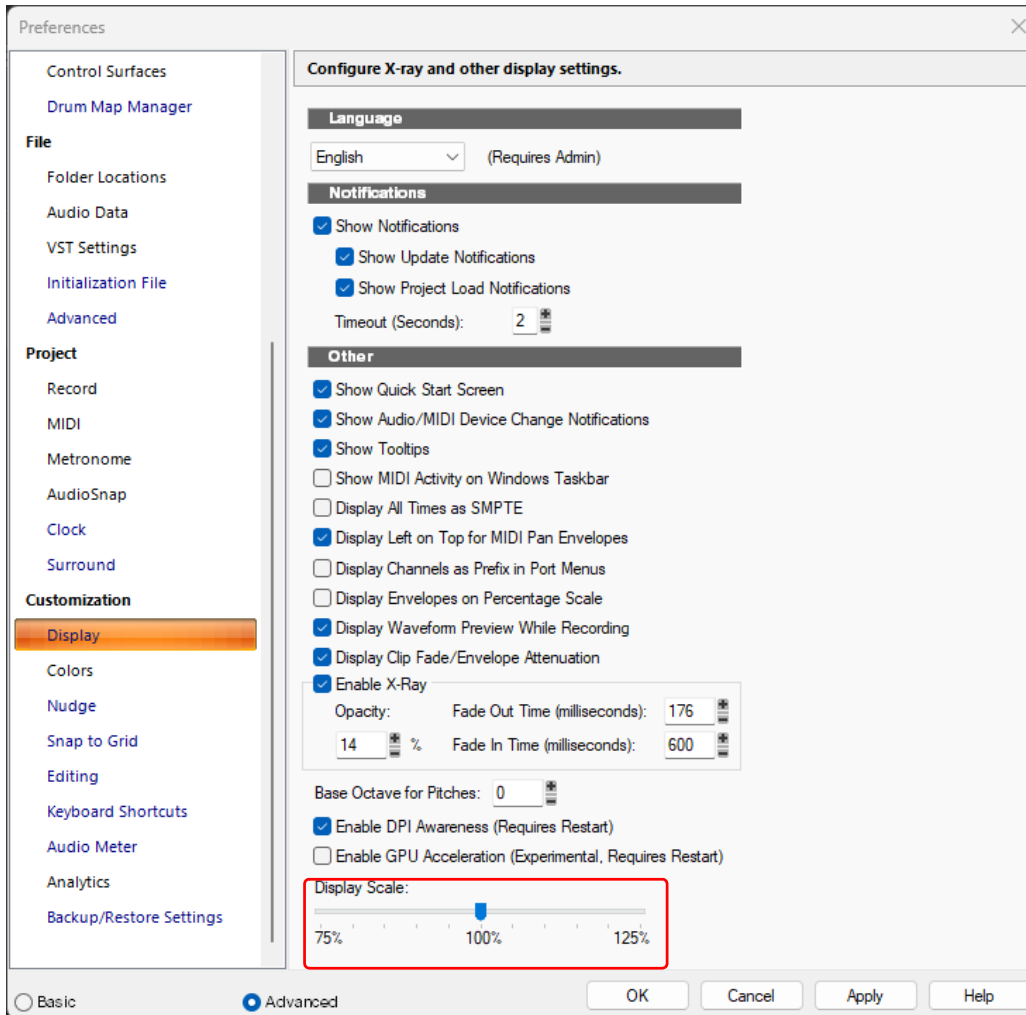 Preferences
Control Surfaces
Drum Map Manager
File
Folder Locations
Audio Data
VST Settings
Initialization File
Advanced
Project
Record
MIDI
Metronome
AudioSnap
Clock
Surround
Customization
Display
Colors
Nudge
Snap to Grid
Editing
Keyboard Shortcuts
Audio Meter
Analytics
Backup/Restore Settings
Basic
Advanced
Configure X-ray and other display settings.
Language
English (Requires Admin)
Notifications
Show Notifications
Show Update Notifications
Show Project Load Notifications
Timeout (Seconds): 2
Other
Show Quick Start Screen
Show Audio/MIDI Device Change Notifications
Show Tooltips
Show MIDI Activity on Windows Taskbar
Display All Times as SMPTE
Display Left on Top for MIDI Pan Envelopes
Display Channels as Prefix in Port Menus
Display Envelopes on Percentage Scale
Display Waveform Preview While Recording
Display Clip Fade/Envelope Attenuation
Enable X-Ray
Opacity: Fade Out Time (milliseconds): 176
14 % Fade In Time (milliseconds): 600
Base Octave for Pitches: 0
Enable DPI Awareness (Requires Restart)
Enable GPU Acceleration (Experimental, Requires Restart)
Display Scale:
75% 100% 125%
OK Cancel Apply Help